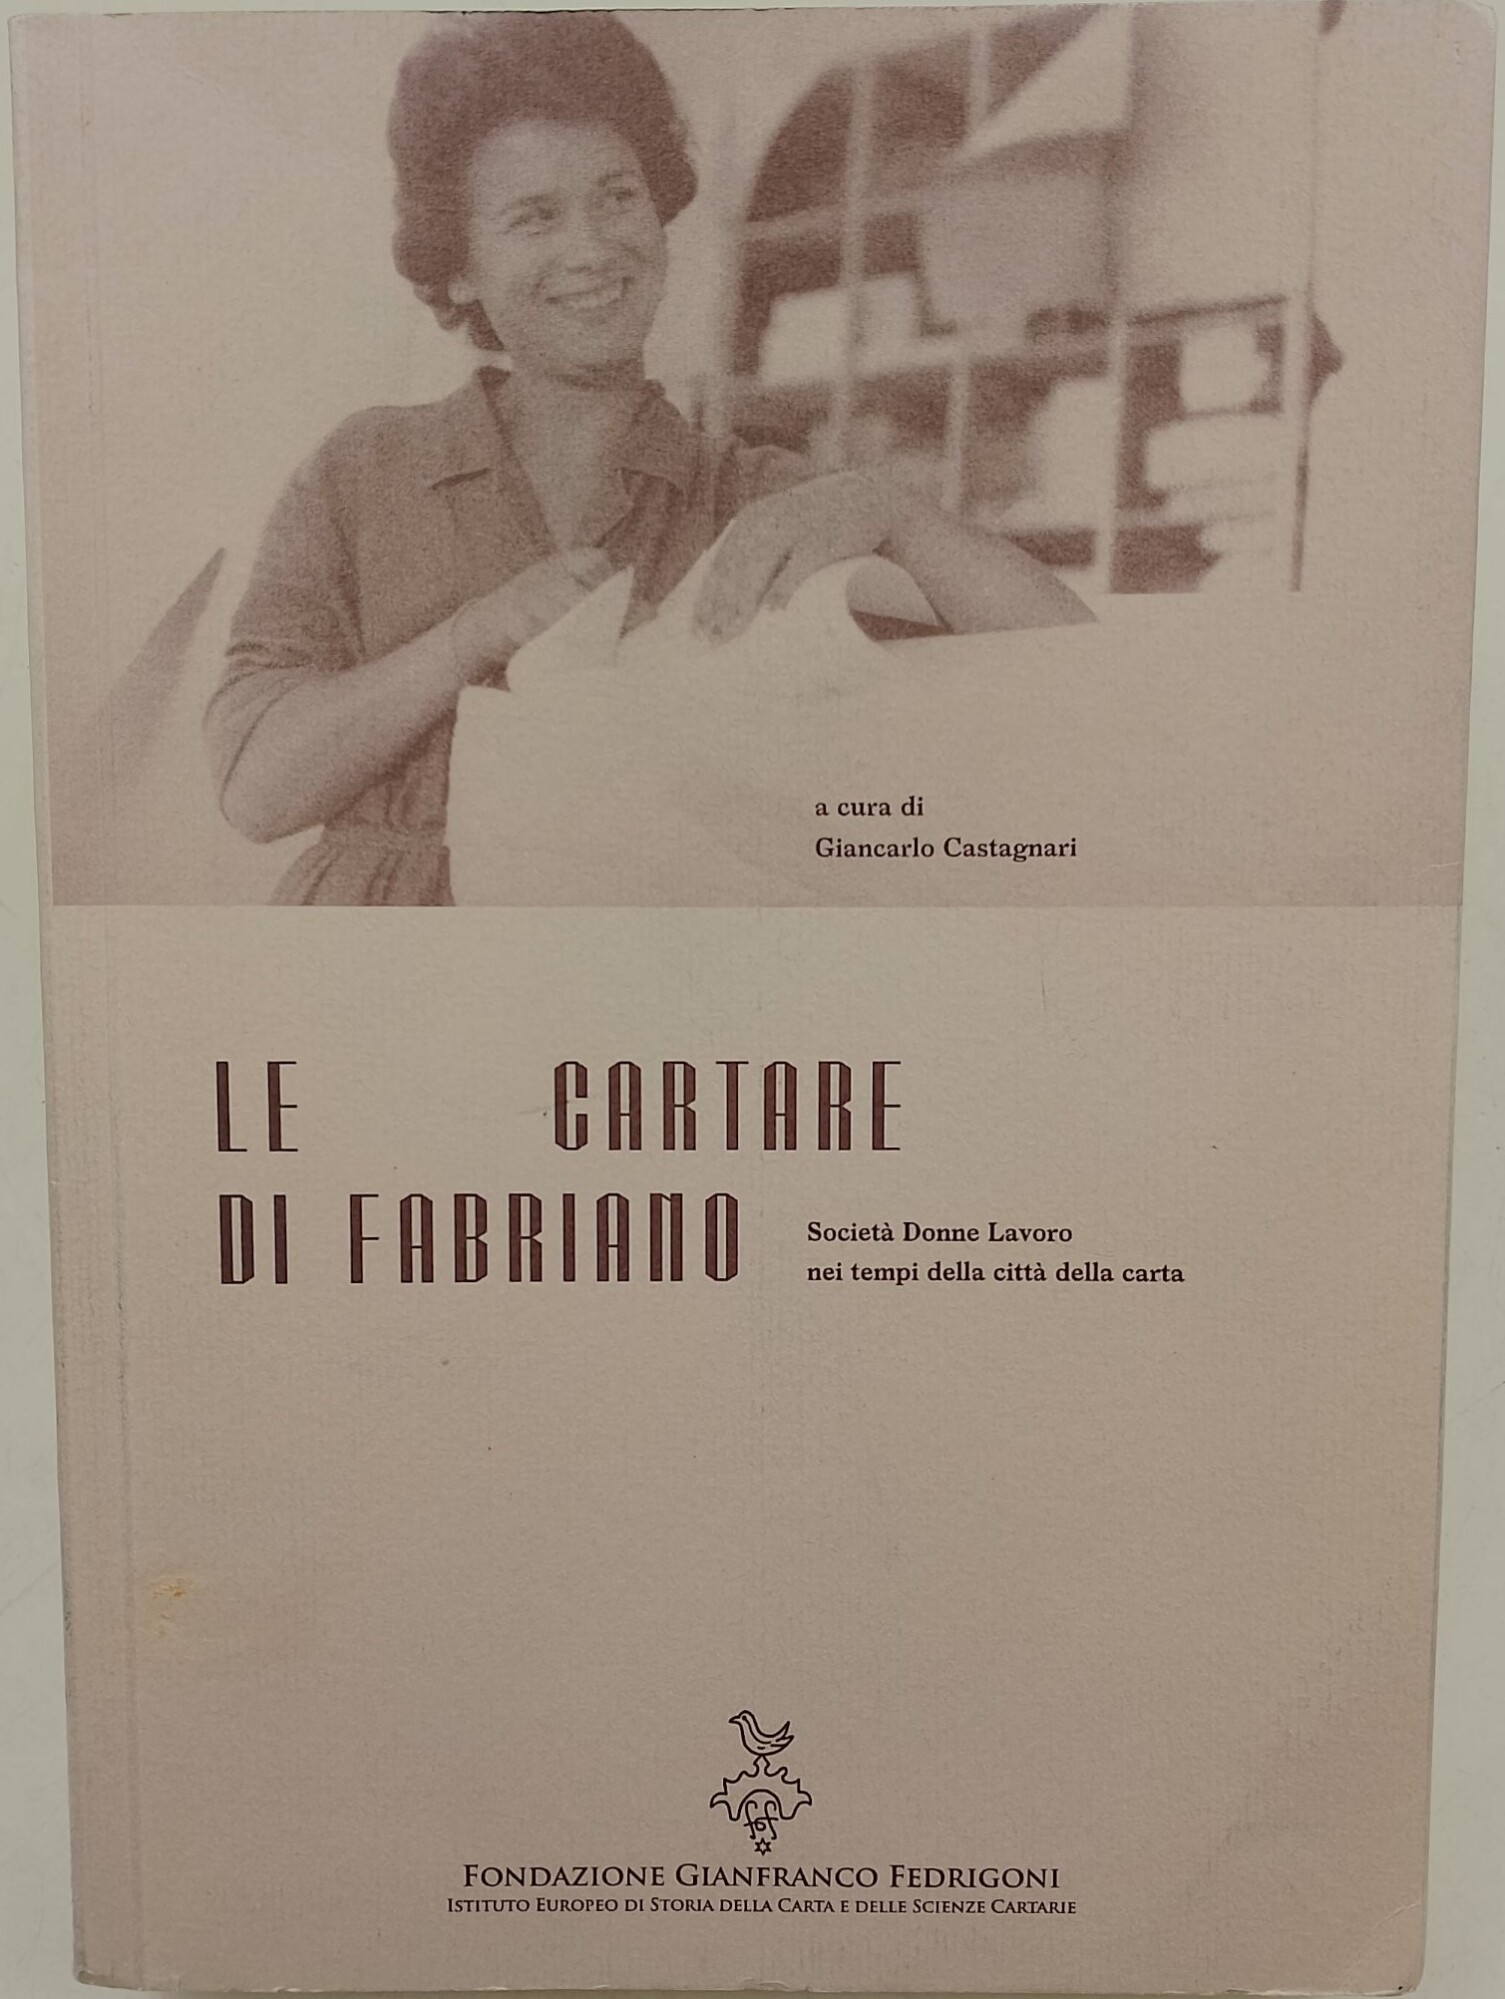 a cura di
Giancarlo Castagnari
LE CARTARE
DI FABRIANO
Società Donne Lavoro
nei tempi della città della carta
FONDAZIONE GIANFRANCO FEDRIGONI
ISTITUTO EUROPEO DI STORIA DELLA CARTA E DELLE SCIENZE CARTARIE